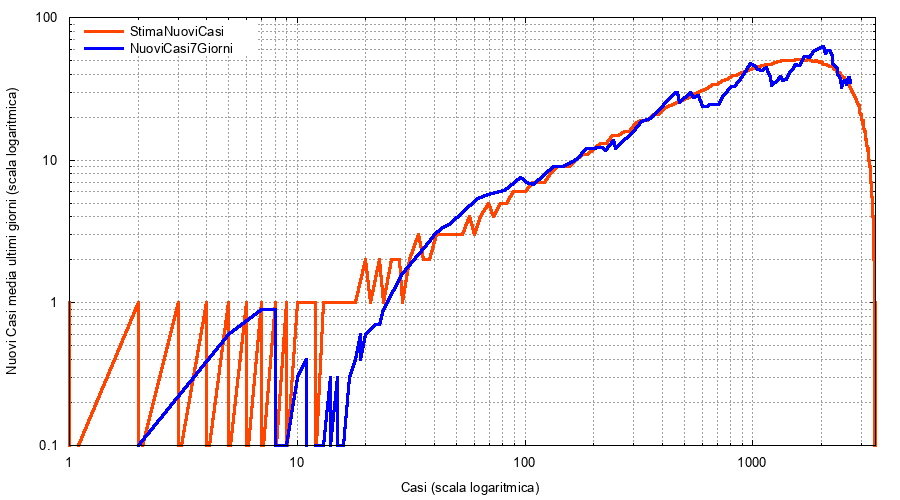 100
StimaNuoviCasi
NuoviCasi7Giorni
Nuovi Casi media ultimi giorni (scala logaritmica)
10
1
0.1
1
10
100
1000
Casi (scala logaritmica)